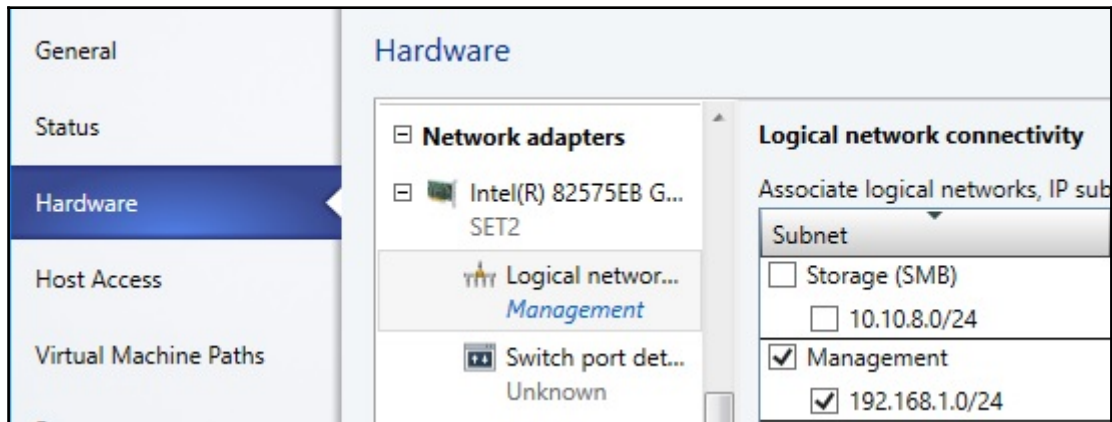 General
Status
Hardware
Host Access
Virtual Machine Paths
Hardware
Network adapters
Intel(R) 82575EB G...
SET2
Logical networ...
Management
Switch port det...
Unknown
Logical network connectivity
Associate logical networks, IP sub
Subnet
Storage (SMB)
10.10.8.0/24
Management
192.168.1.0/24